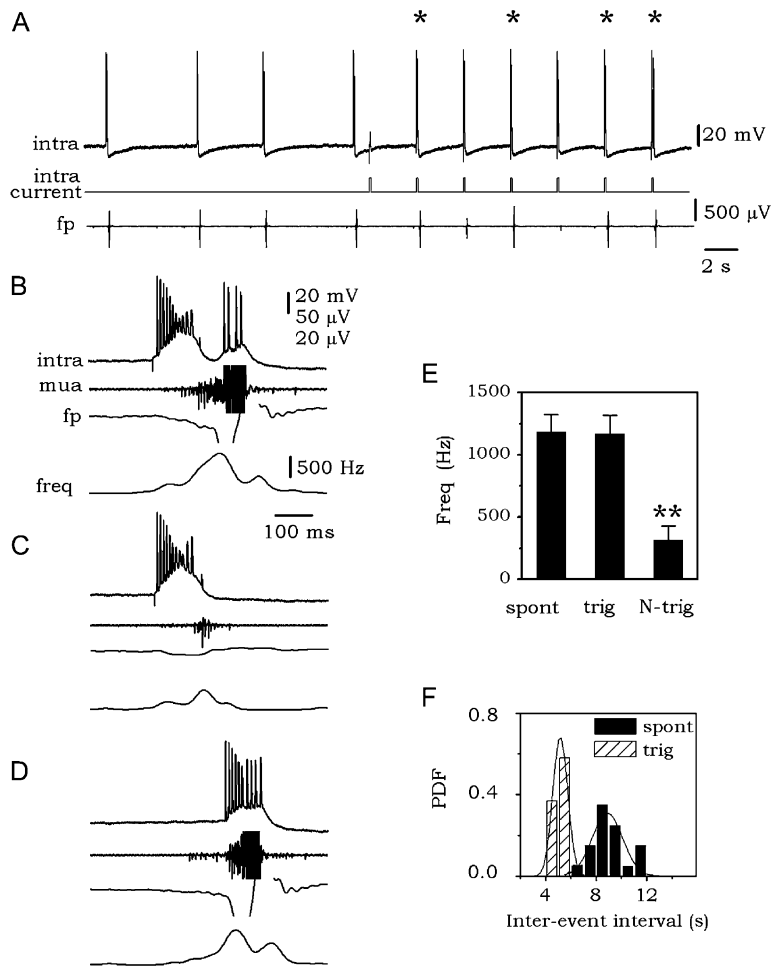 A
* * * *
intra
20 mV
intra
current
500 µV
fp
2 s
B
20 mV
50 µV
20 µV
intra
mua
fp
500 Hz
freq
100 ms
C
D
E
1500
1000
500
0
Freq (Hz)
**
spont trig N-trig
F
0.8
0.4
0.0
PDF
spont
trig
4 8 12
Inter-event interval (s)